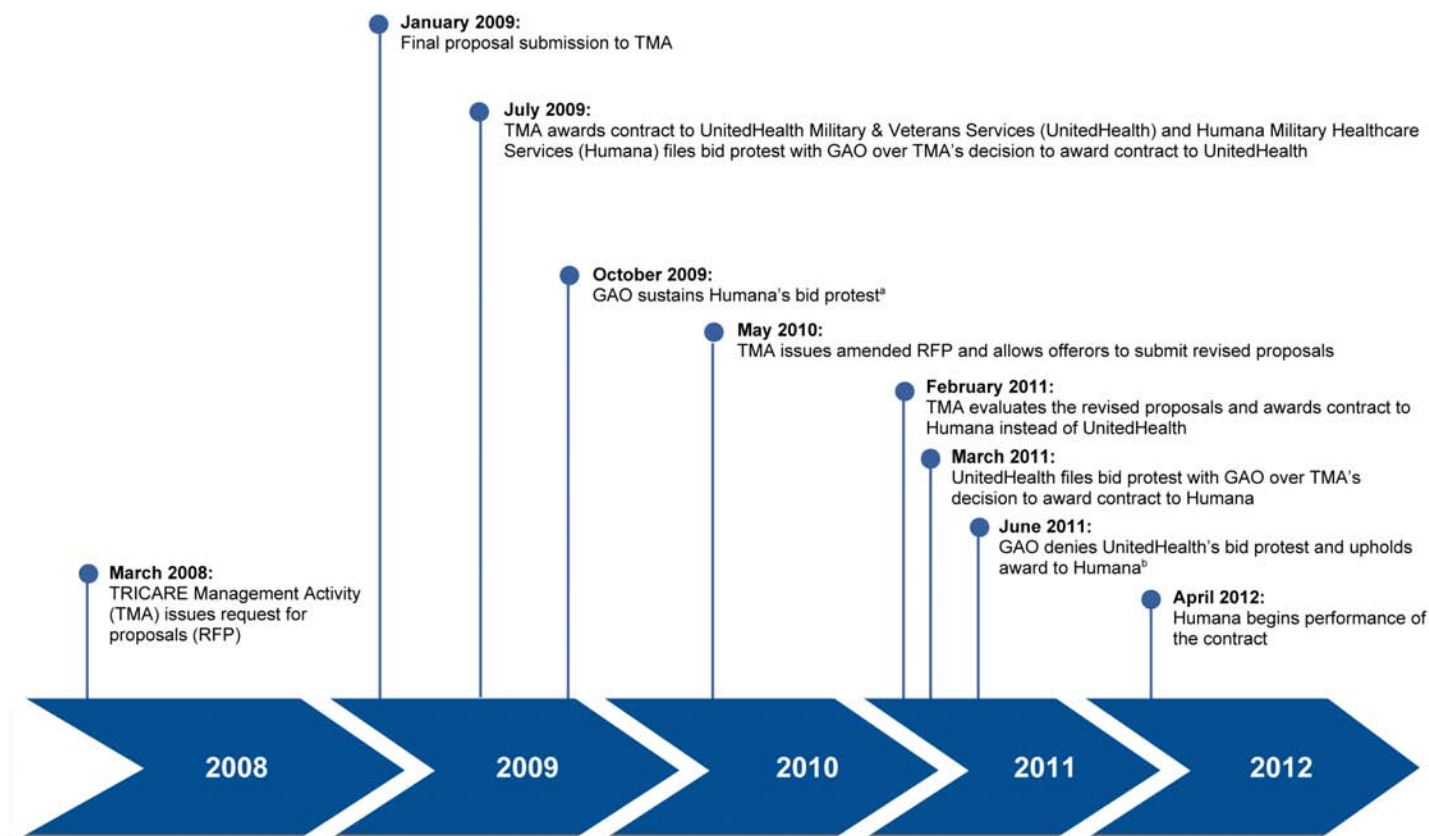 January 2009:
Final proposal submission to TMA
July 2009:
TMA awards contract to UnitedHealth Military & Veterans Services (UnitedHealth) and Humana Military Healthcare
Services (Humana) files bid protest with GAO over TMA's decision to award contract to UnitedHealth
October 2009:
GAO sustains Humana's bid protestᵃ
May 2010:
TMA issues amended RFP and allows offerors to submit revised proposals
February 2011:
TMA evaluates the revised proposals and awards contract to
Humana instead of UnitedHealth
March 2011:
UnitedHealth files bid protest with GAO over TMA's
decision to award contract to Humana
June 2011:
GAO denies UnitedHealth's bid protest and upholds
award to Humanaᵇ
March 2008:
TRICARE Management Activity
(TMA) issues request for
proposals (RFP)
April 2012:
Humana begins performance of
the contract
2008
2009
2010
2011
2012